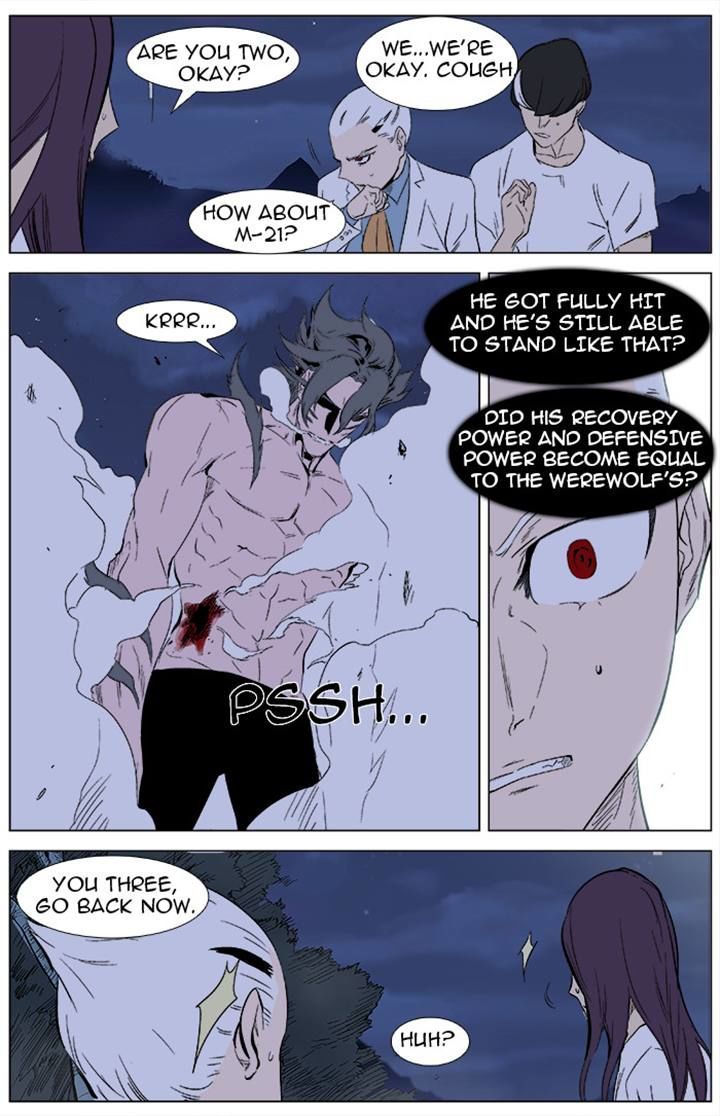 ARE YOU TWO,
OKAY?
WE...WE'RE
OKAY. COUGH
HOW ABOUT
M-21?
KRRR...
HE GOT FULLY HIT
AND HE'S STILL ABLE
TO STAND LIKE THAT?
DID HIS RECOVERY
POWER AND DEFENSIVE
POWER BECOME EQUAL
TO THE WEREWOLF'S?
PSSH...
YOU THREE,
GO BACK NOW.
HUH?